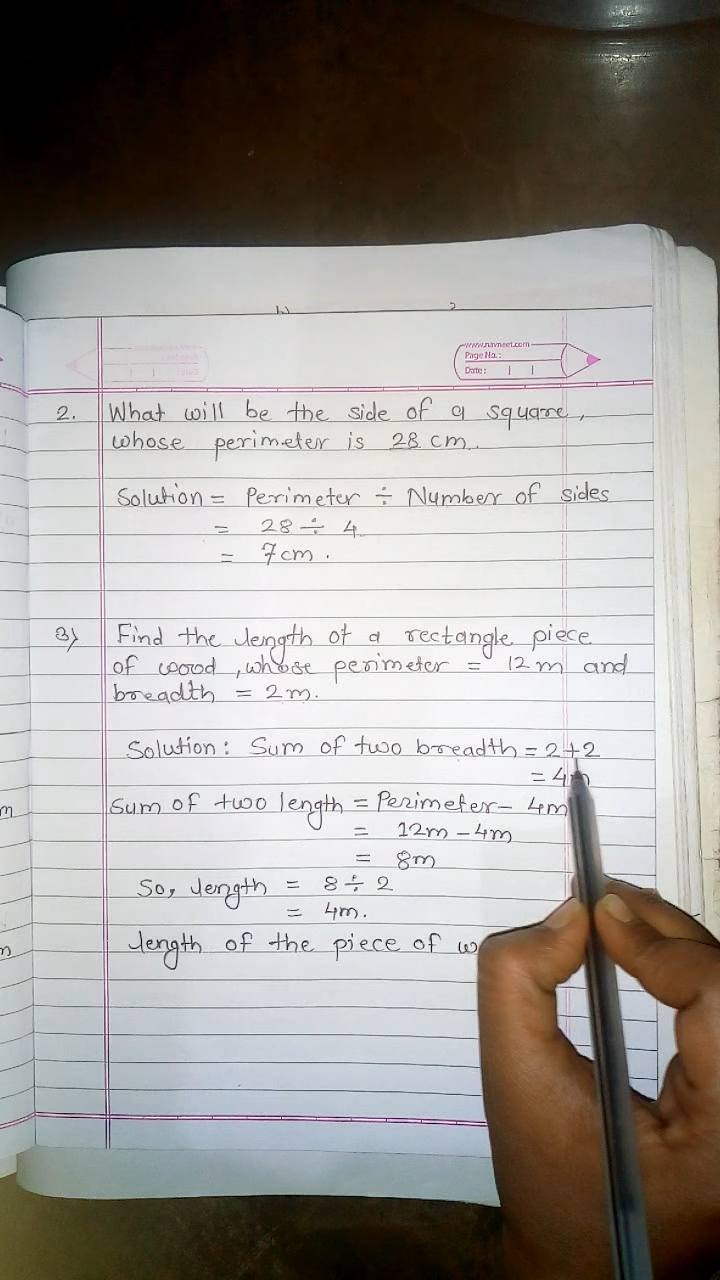 www.navneet.com
Page No.:
Date:
2. What will be the side of a square,
whose perimeter is 28 cm.
Solution = Perimeter ÷ Number of sides
= 28 ÷ 4
= 7cm.
3) Find the length of a rectangle piece
of wood, whose perimeter = 12m and
breadth = 2m.
Solution: Sum of two breadth = 2+2
= 4m
Sum of two length = Perimeter - 4m
= 12m - 4m
= 8m
So, length = 8 ÷ 2
= 4m.
length of the piece of
m
m